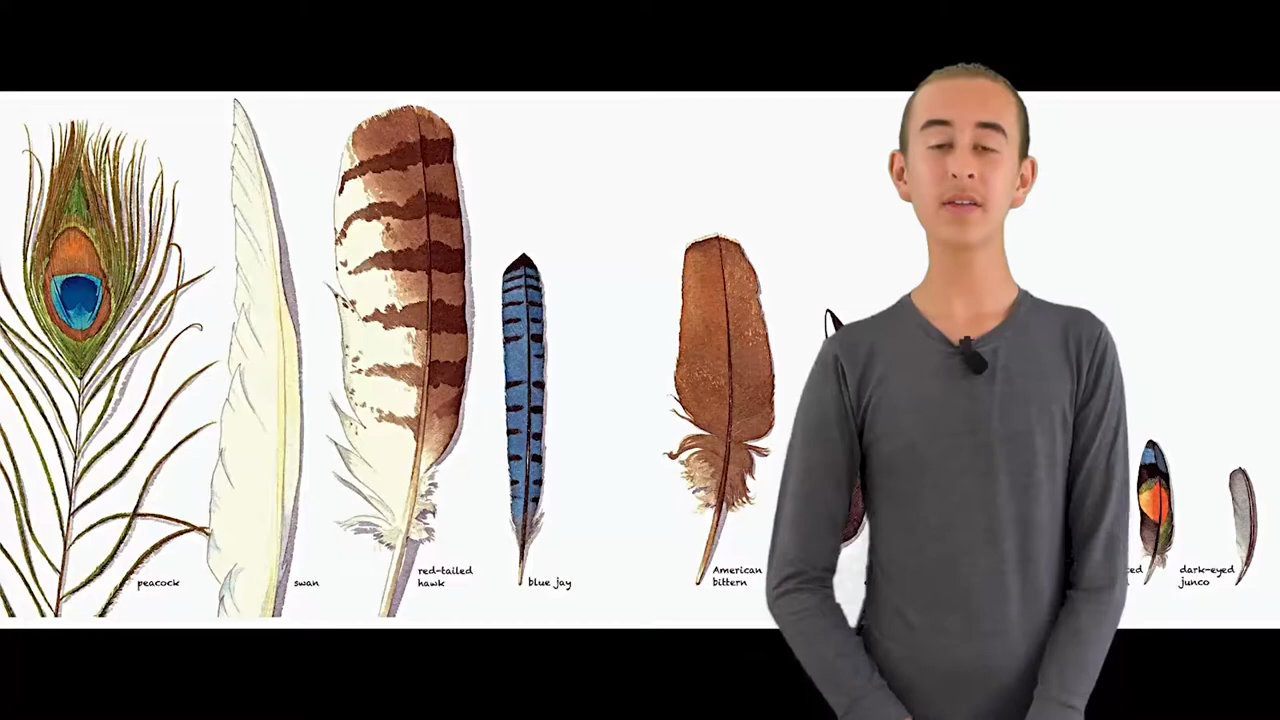 peacock
swan
red-tailed
hawk
blue jay
American
bittern
dark-eyed
junco